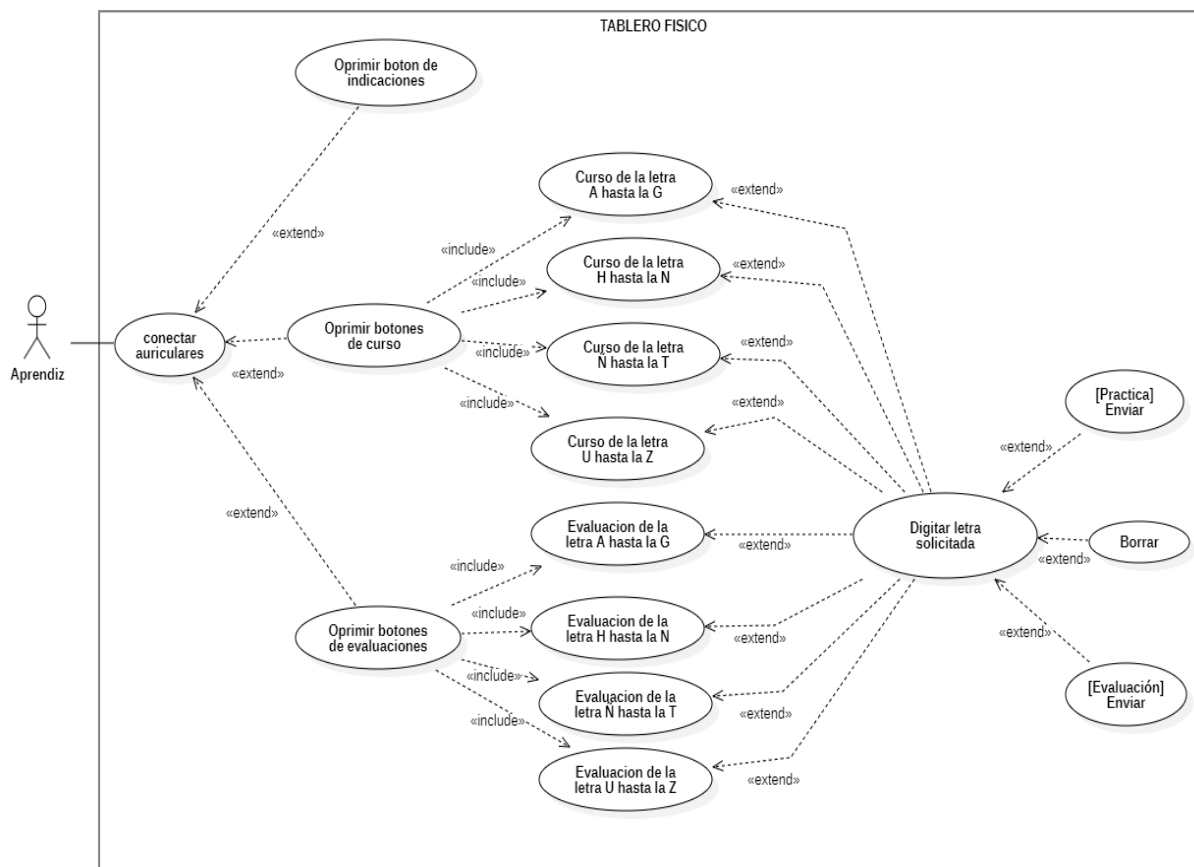 TABLERO FISICO
Oprimir boton de
indicaciones
«extend»
Curso de la letra
A hasta la G
«extend»
«include»
Curso de la letra
H hasta la N
«extend»
«include»
Aprendiz
conectar
auriculares
«extend»
Oprimir botones
de curso
«include»
Curso de la letra
Ñ hasta la T
«extend»
«include»
Curso de la letra
U hasta la Z
«extend»
[Practica]
Enviar
«extend»
«extend»
Evaluacion de la
letra A hasta la G
«extend»
Digitar letra
solicitada
Borrar
«extend»
«include»
Oprimir botones
de evaluaciones
«include»
Evaluacion de la
letra H hasta la N
«extend»
«extend»
[Evaluación]
Enviar
«include»
Evaluacion de la
letra Ñ hasta la T
«extend»
«include»
Evaluacion de la
letra U hasta la Z
«extend»